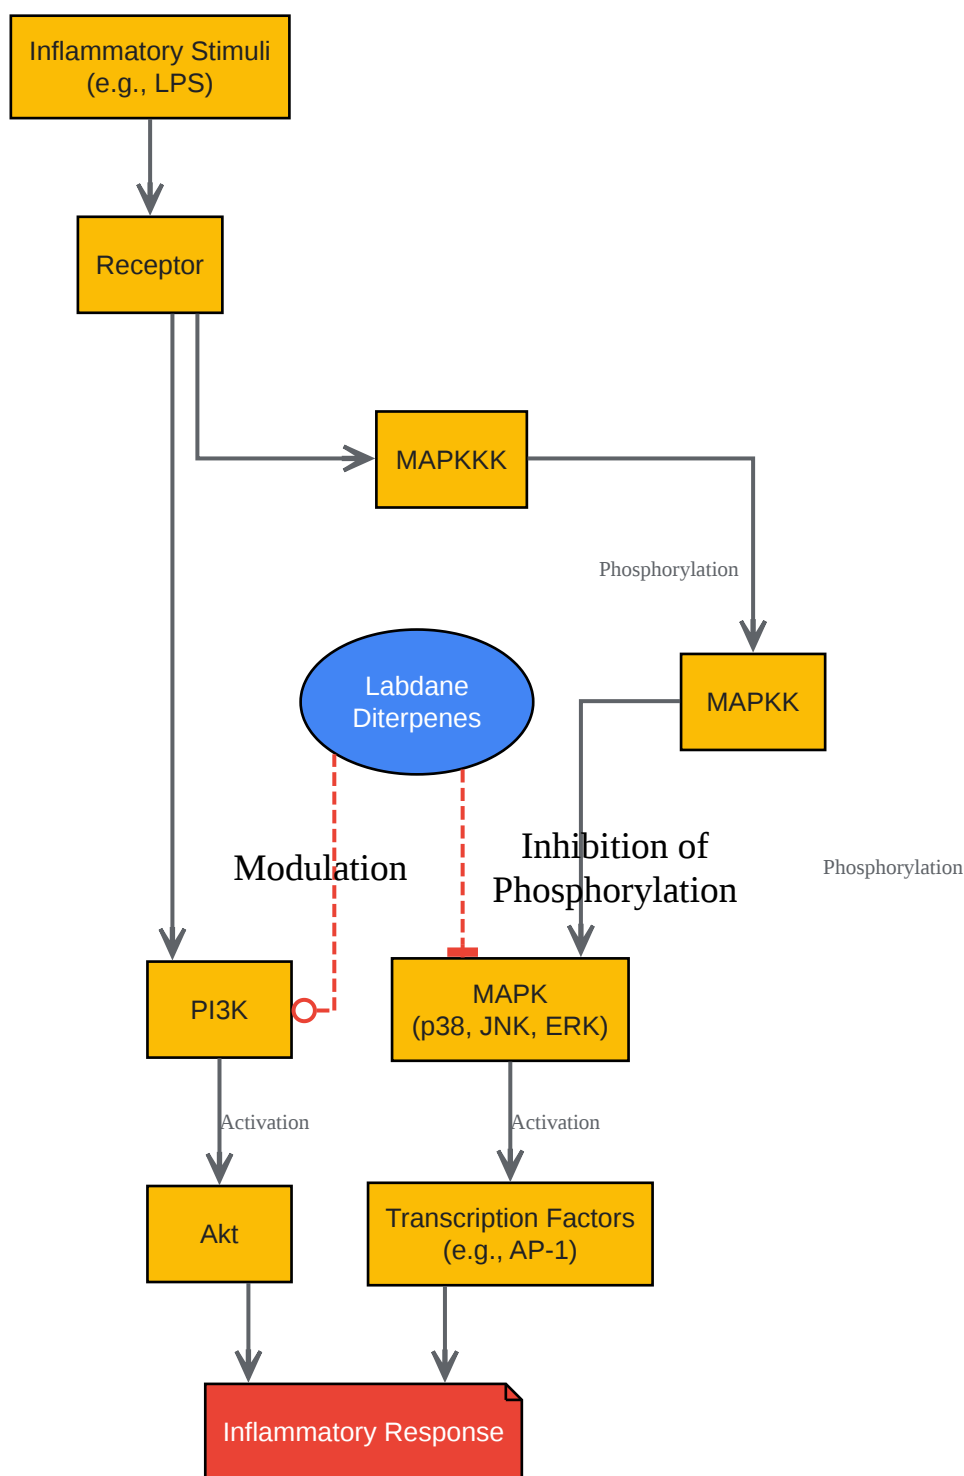 Inflammatory Stimuli
(e.g., LPS)
Receptor
MAPKKK
Phosphorylation
Labdane
Diterpenes
MAPKK
Modulation
Inhibition of
Phosphorylation
Phosphorylation
PI3K
MAPK
(p38, JNK, ERK)
Activation
Activation
Akt
Transcription Factors
(e.g., AP-1)
Inflammatory Response